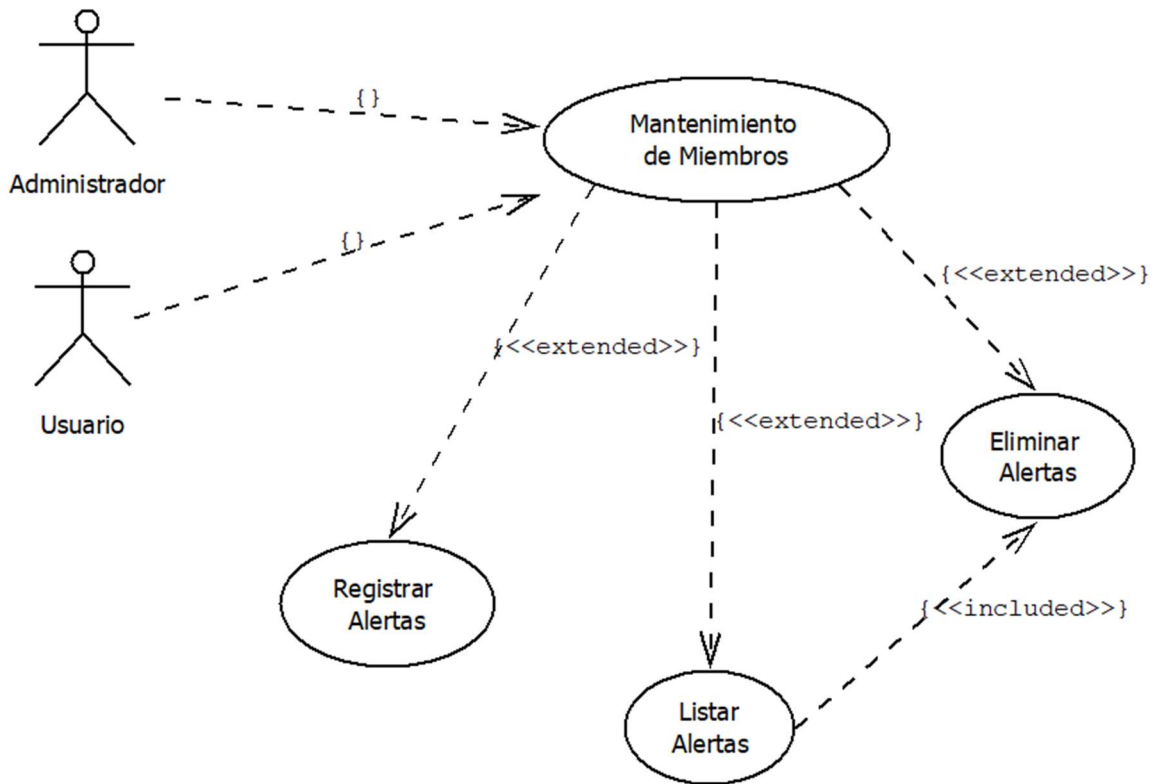 Administrador
{}
Mantenimiento
de Miembros
{}
Usuario
{<<extended>>}
{<<extended>>}
{<<extended>>}
Eliminar
Alertas
Registrar
Alertas
{<<included>>}
Listar
Alertas